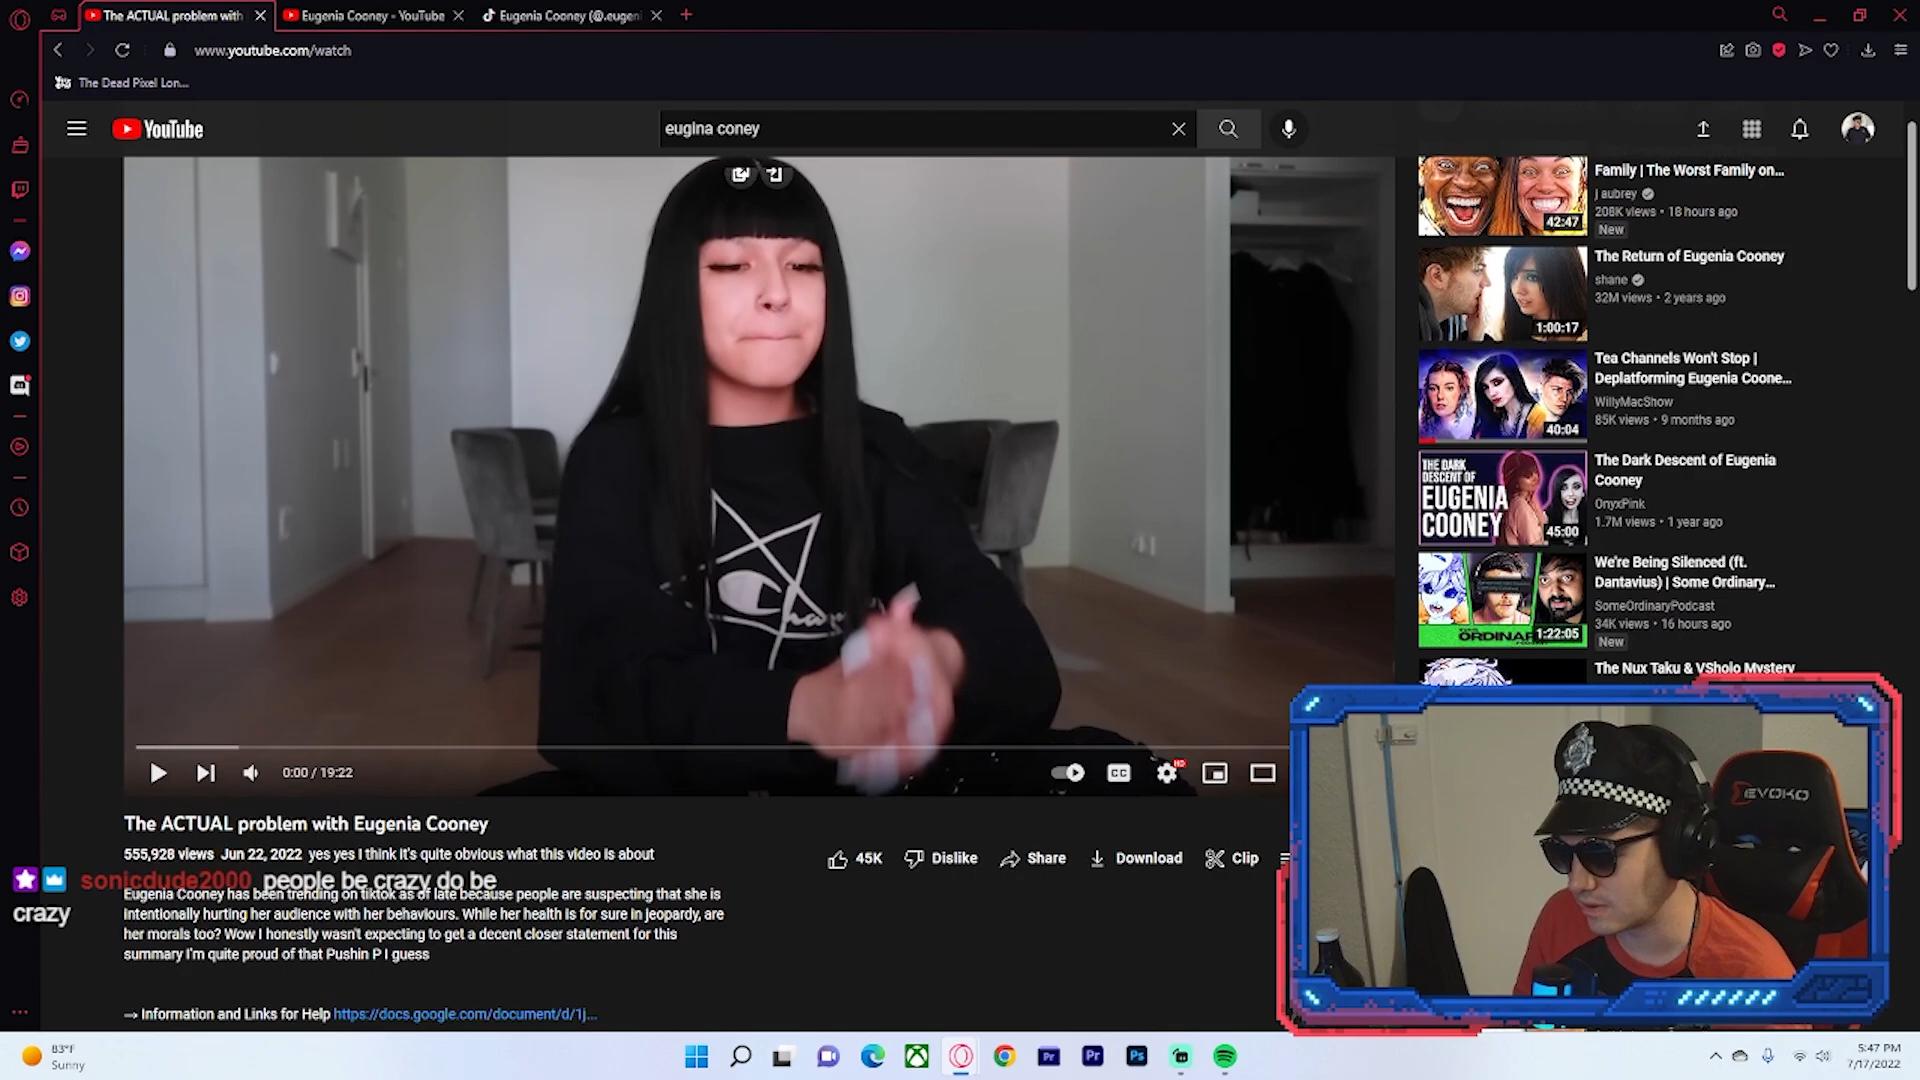 The ACTUAL problem with
Eugenia Cooney - YouTube
Eugenia Cooney (@.eugen
www.youtube.com/watch
The Dead Pixel Lon...
YouTube
eugina coney
Family | The Worst Family on...
j aubrey
208K views • 18 hours ago
New
42:47
The Return of Eugenia Cooney
shane
32M views • 2 years ago
1:00:17
Tea Channels Won't Stop |
Deplatforming Eugenia Coone...
WillyMacShow
85K views • 9 months ago
40:04
THE DARK
DESCENT OF
EUGENIA
COONEY
45:00
The Dark Descent of Eugenia
Cooney
OnyxPink
1.7M views • 1 year ago
We're Being Silenced (ft.
Dantavius) | Some Ordinary...
SomeOrdinaryPodcast
34K views • 16 hours ago
New
ORDINAR
1:22:05
The Nux Taku & VSholo Mystery
0:00 / 19:22
CC
HD
The ACTUAL problem with Eugenia Cooney
555,928 views Jun 22, 2022 yes yes I think it's quite obvious what this video is about
45K
Dislike
Share
Download
Clip
sonicdude2000 people be crazy do be
crazy
Eugenia Cooney has been trending on tiktok as of late because people are suspecting that she is
intentionally hurting her audience with her behaviours. While her health is for sure in jeopardy, are
her morals too? Wow I honestly wasn't expecting to get a decent closer statement for this
summary I'm quite proud of that Pushin P I guess
→ Information and Links for Help https://docs.google.com/document/d/1j...
EVOKO
83°F
Sunny
Pr
Pr
Ps
5:47 PM
7/17/2022